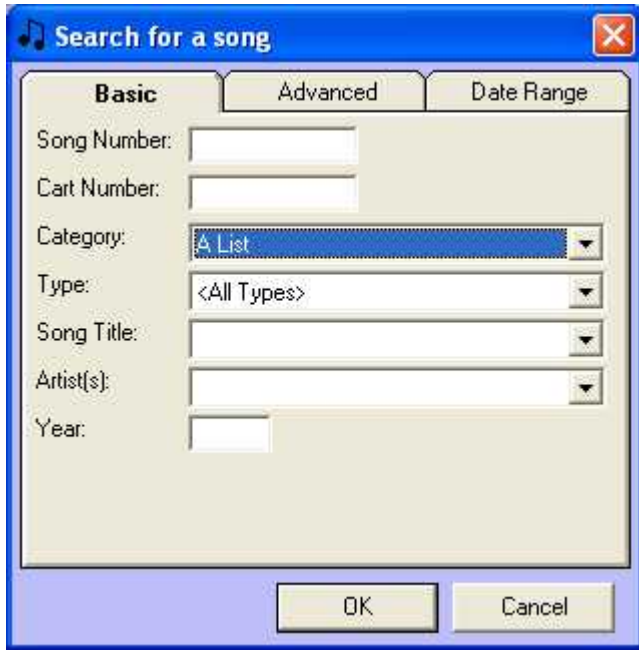 Search for a song
Basic Advanced Date Range
Song Number:
Cart Number:
Category: A List
Type: <All Types>
Song Title:
Artist(s):
Year:
OK Cancel